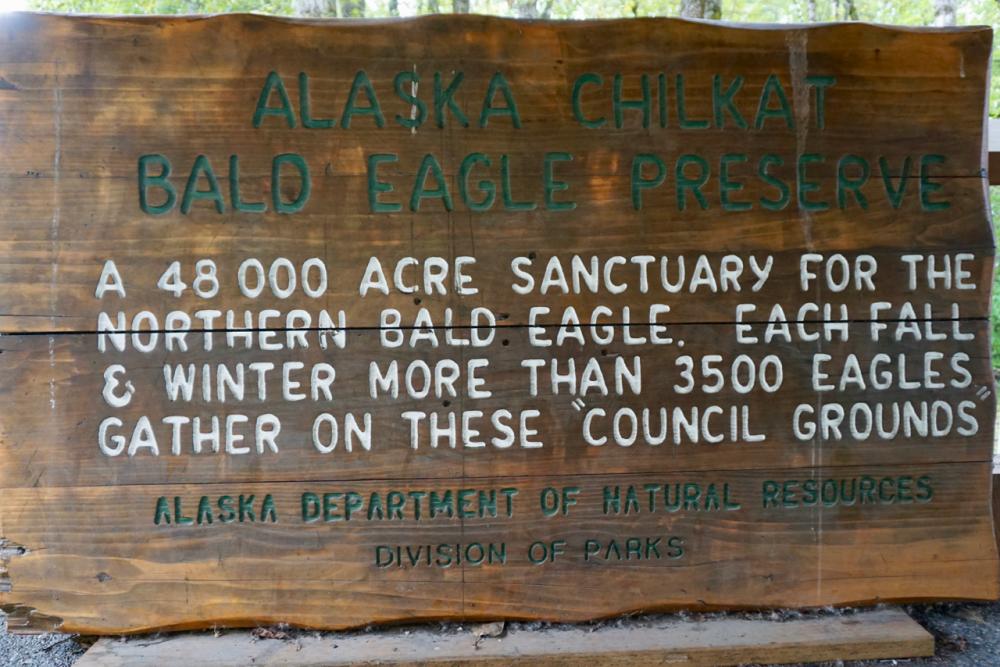 ALASKA CHILKAT
BALD EAGLE PRESERVE
A 48 000 ACRE SANCTUARY FOR THE
NORTHERN BALD EAGLE. EACH FALL
& WINTER MORE THAN 3500 EAGLES
GATHER ON THESE "COUNCIL GROUNDS"
ALASKA DEPARTMENT OF NATURAL RESOURCES
DIVISION OF PARKS